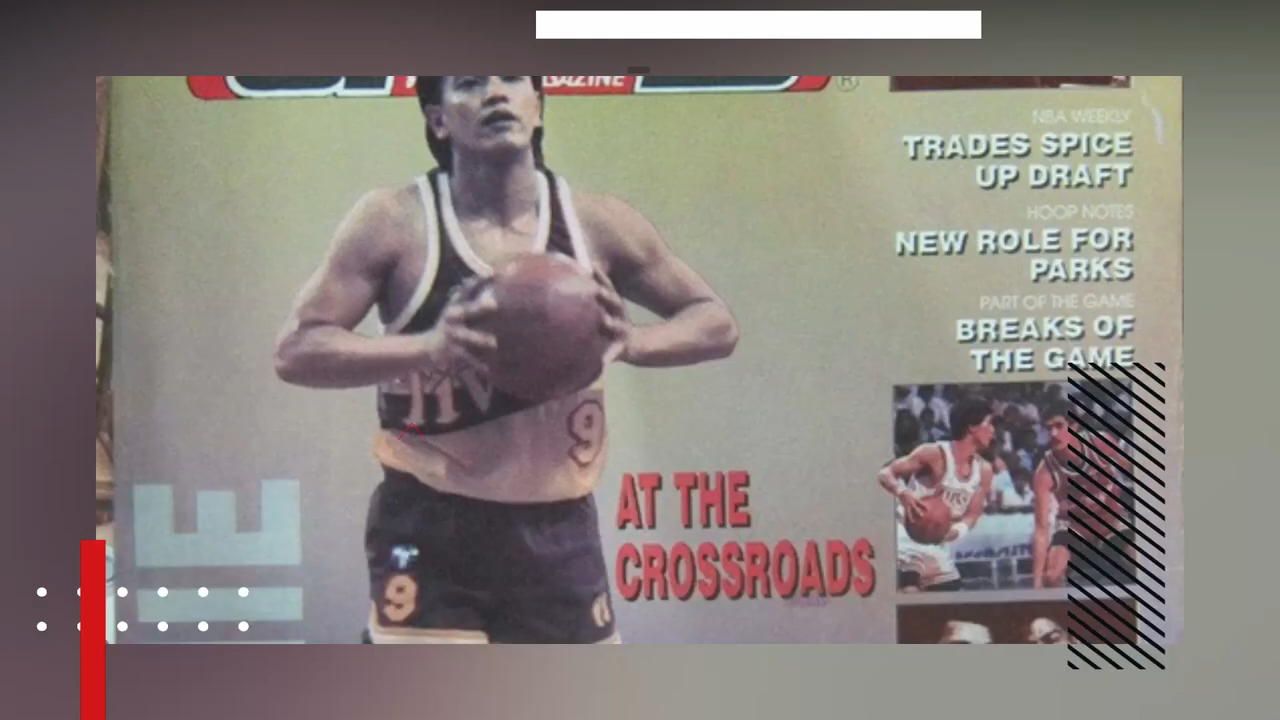 MAGAZINE
®
NBA WEEKLY
TRADES SPICE
UP DRAFT
HOOP NOTES
NEW ROLE FOR
PARKS
PART OF THE GAME
BREAKS OF
THE GAME
9
9
AT THE
CROSSROADS
IE